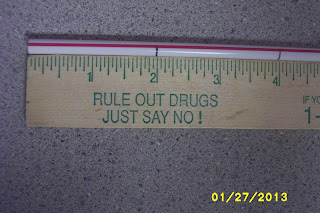 1 2 3 4
RULE OUT DRUGS
JUST SAY NO !
IF YO
1-
01/27/2013